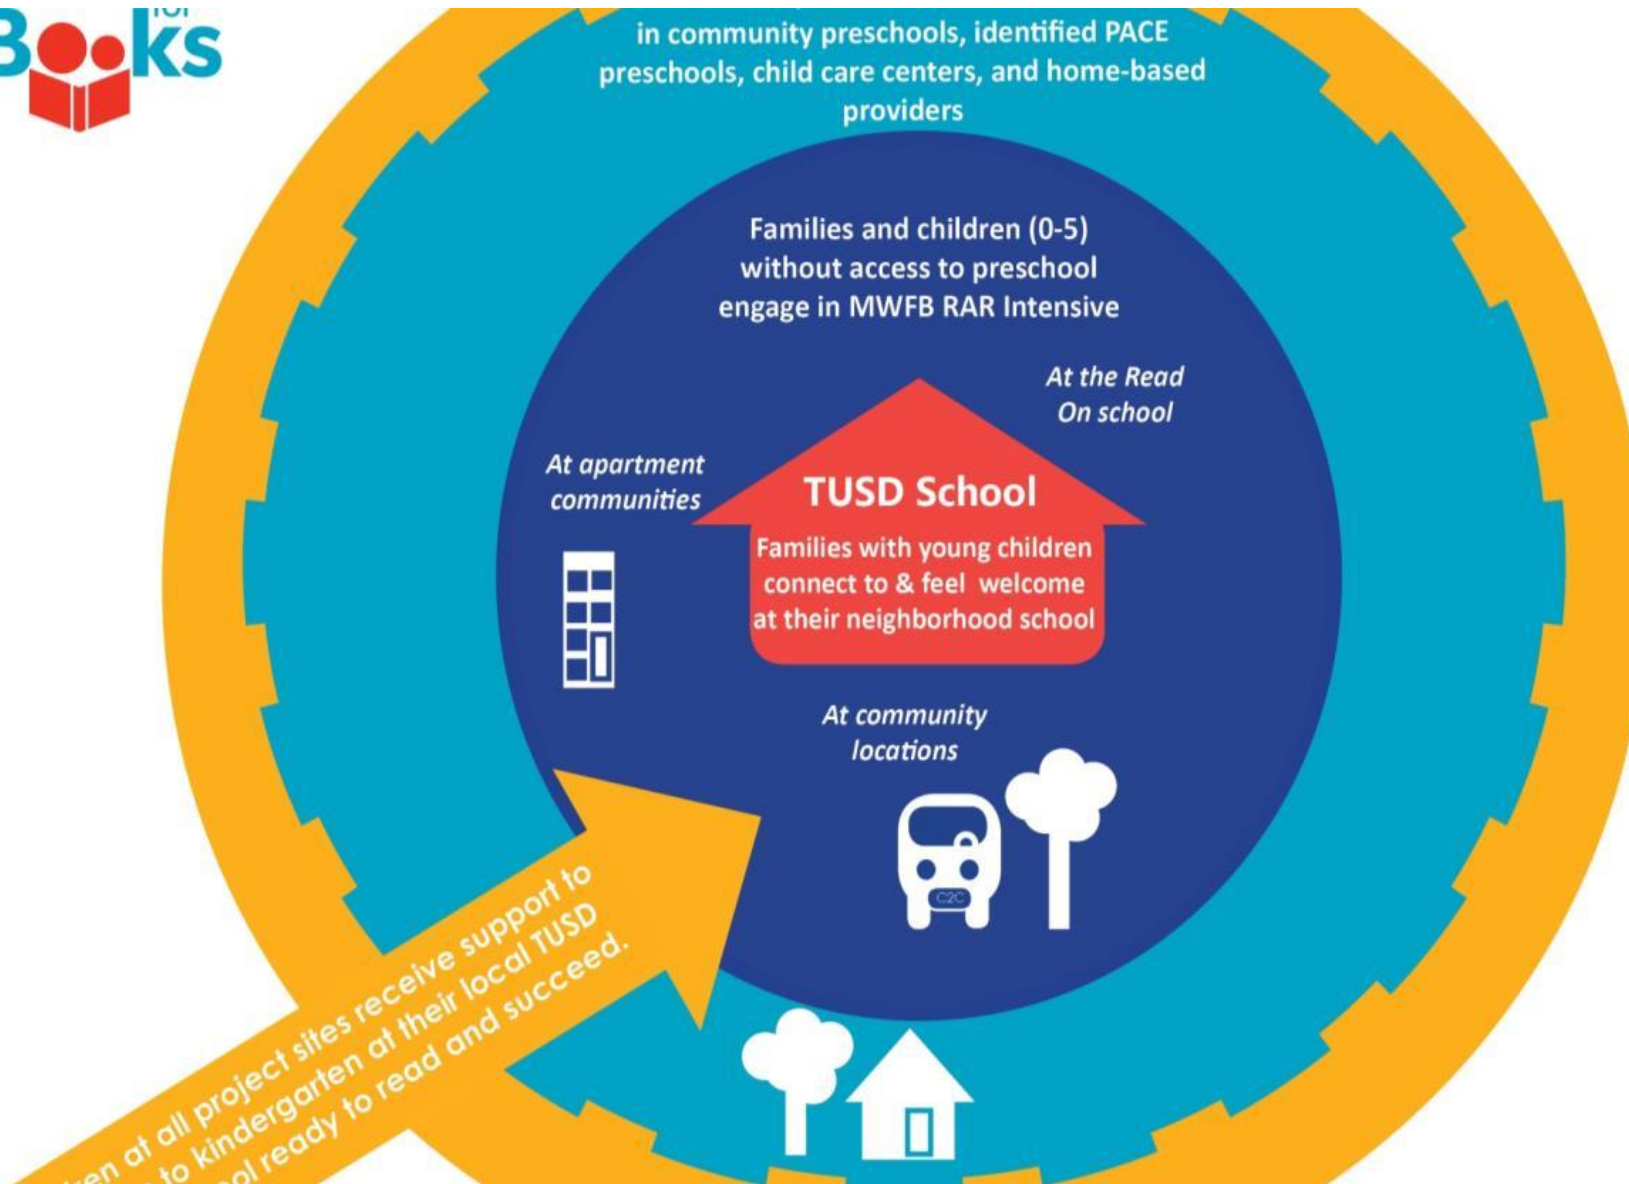 for
Books
in community preschools, identified PACE
preschools, child care centers, and home-based
providers
Families and children (0-5)
without access to preschool
engage in MWFB RAR Intensive
At the Read
On school
At apartment
communities
TUSD School
Families with young children
connect to & feel welcome
at their neighborhood school
At community
locations
C2C
at all project sites receive support to
to kindergarten at their local TUSD
ready to read and succeed.